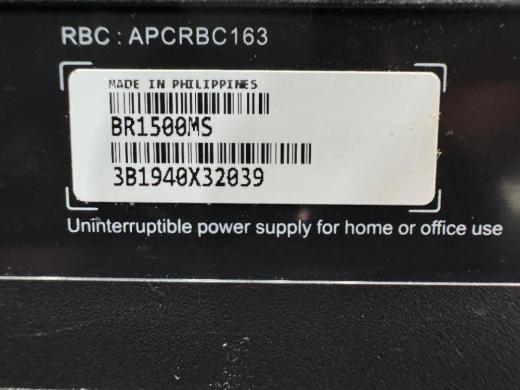 RBC : APCRBC163
MADE IN PHILIPPINES
BR1500MS
3B1940X32039
Uninterruptible power supply for home or office use